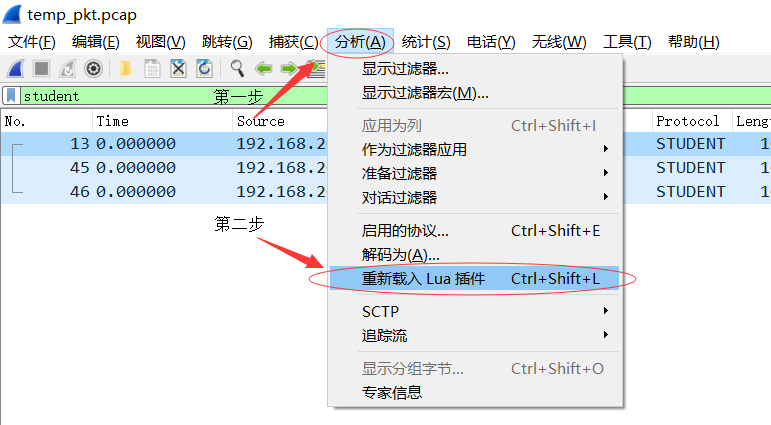 temp_pkt.pcap
文件(F) 编辑(E) 视图(V) 跳转(G) 捕获(C) 分析(A) 统计(S) 电话(Y) 无线(W) 工具(T) 帮助(H)
student
第一步
No. Time Source Protocol Leng
13 0.000000 192.168.2 STUDENT 1
45 0.000000 192.168.2 STUDENT 1
46 0.000000 192.168.2 STUDENT 1
第二步
显示过滤器...
显示过滤器宏(M)...
应用为列 Ctrl+Shift+I
作为过滤器应用
准备过滤器
对话过滤器
启用的协议... Ctrl+Shift+E
解码为(A)...
重新载入 Lua 插件 Ctrl+Shift+L
SCTP
追踪流
显示分组字节... Ctrl+Shift+O
专家信息